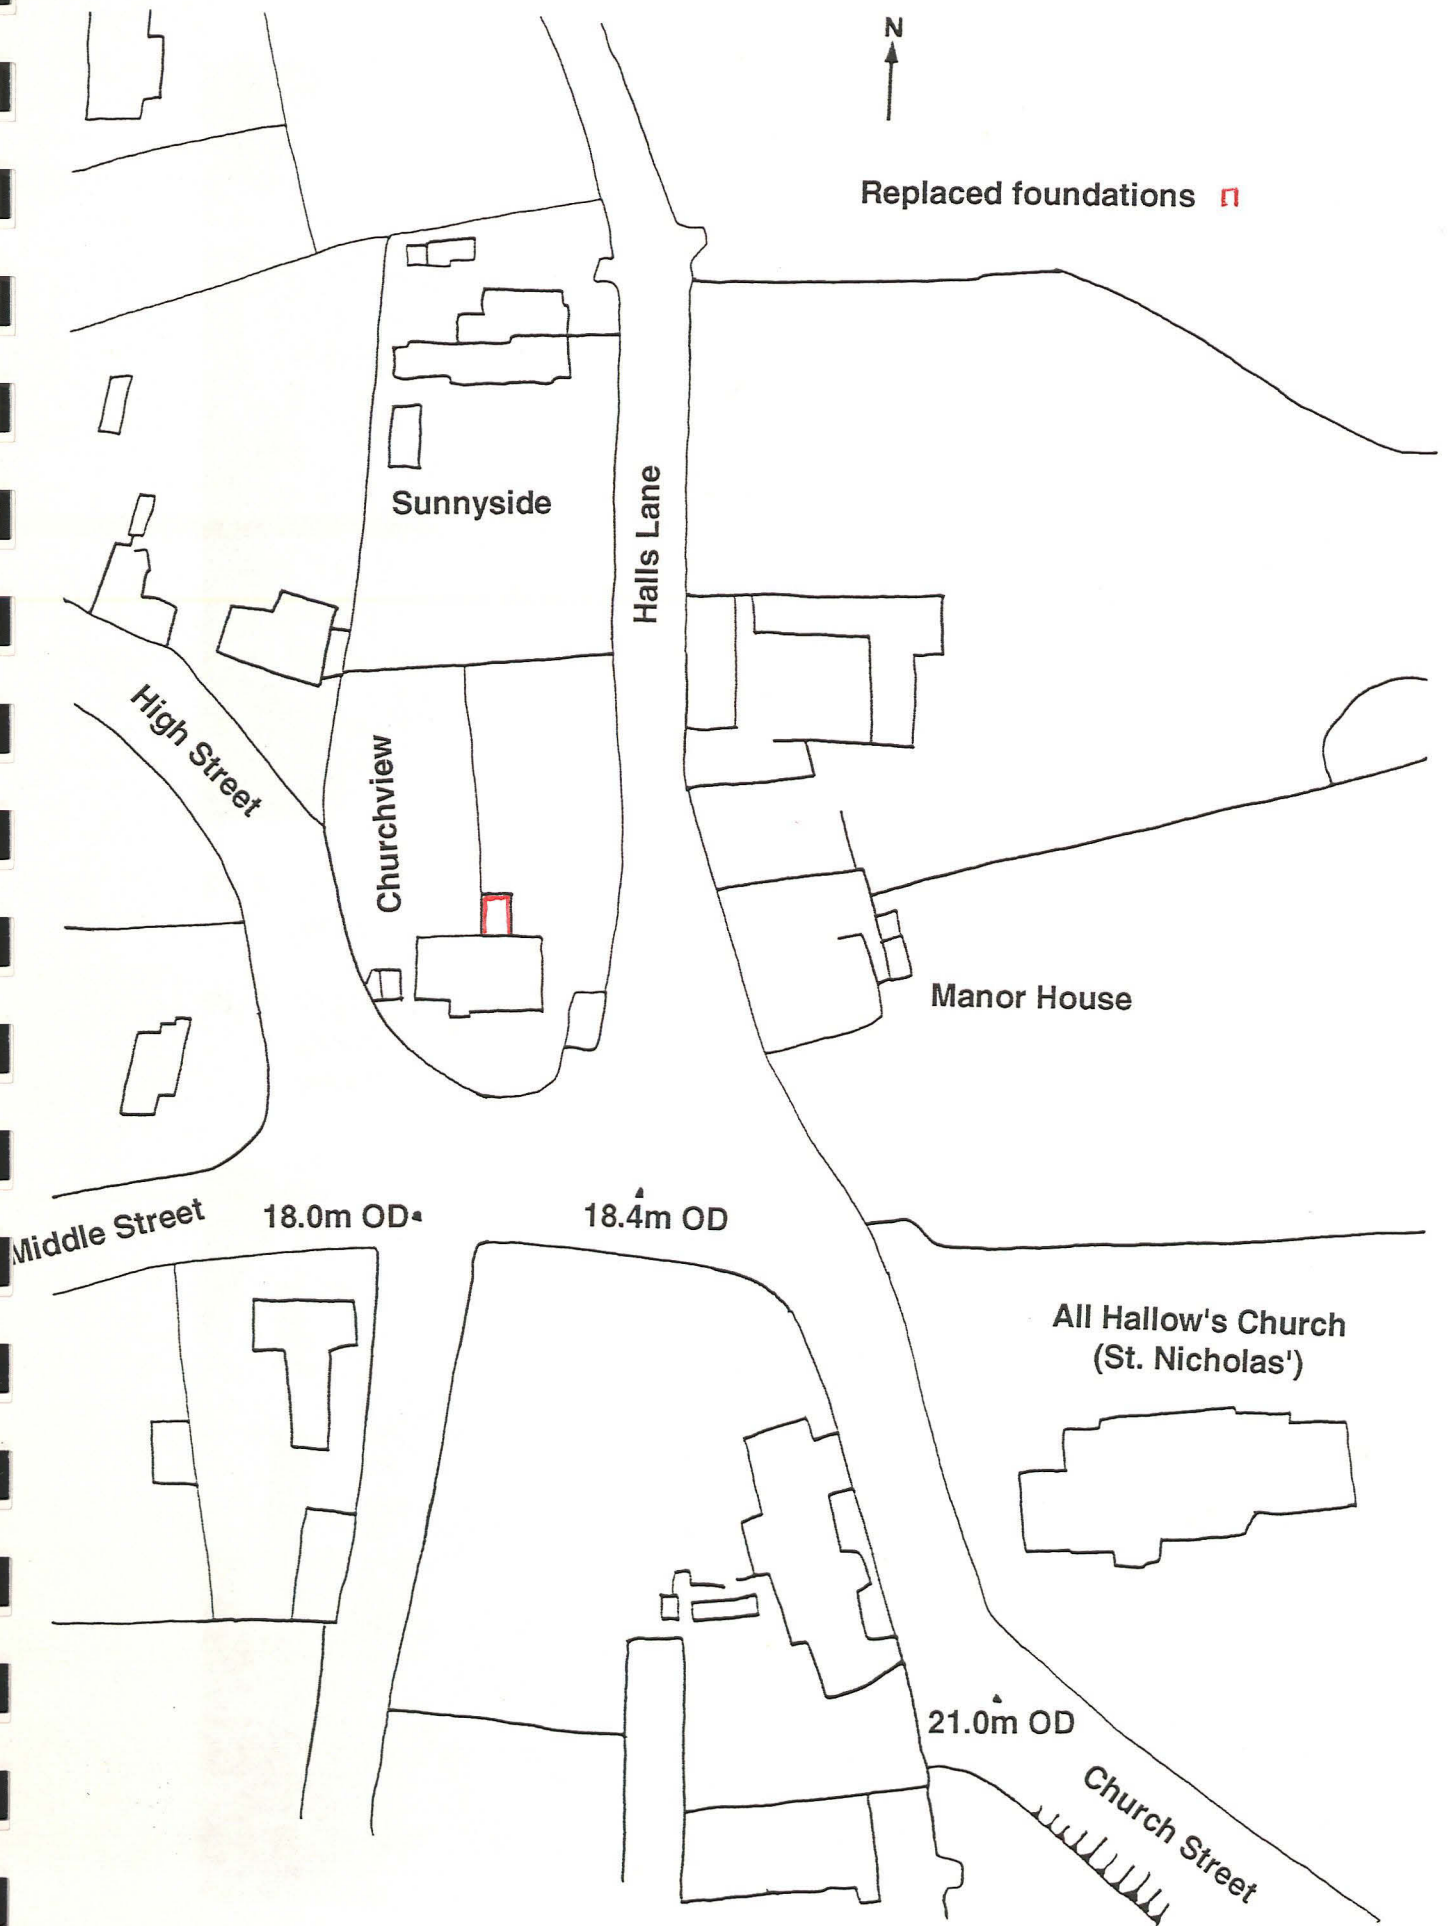 N
Replaced foundations
Sunnyside
Halls Lane
High Street
Churchview
Manor House
Middle Street
18.0m OD
18.4m OD
All Hallow's Church
(St. Nicholas')
21.0m OD
Church Street